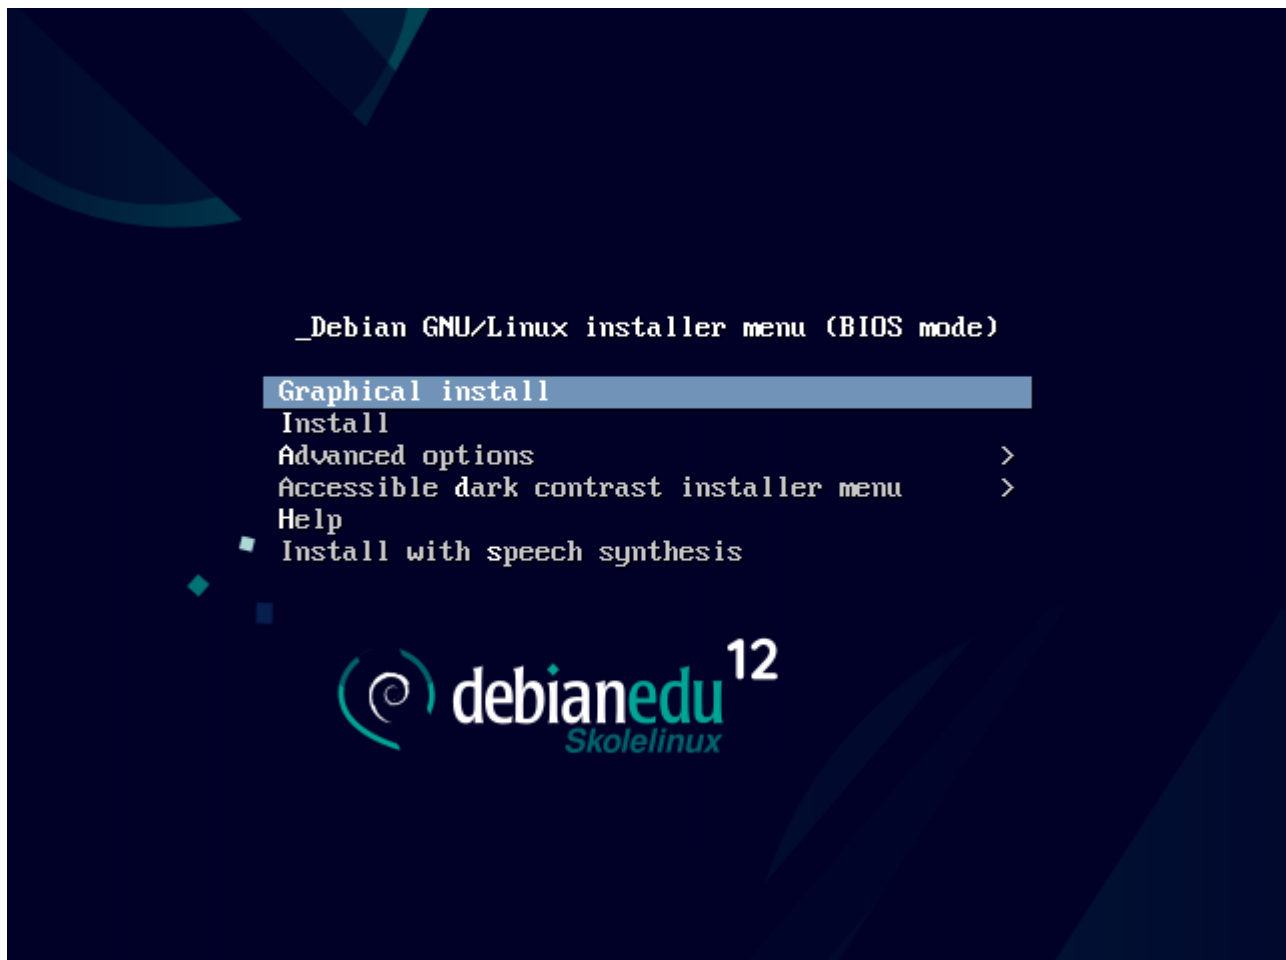 _Debian GNU/Linux installer menu (BIOS mode)
Graphical install
Install
Advanced options >
Accessible dark contrast installer menu >
Help
Install with speech synthesis
debianedu 12
Skolelinux